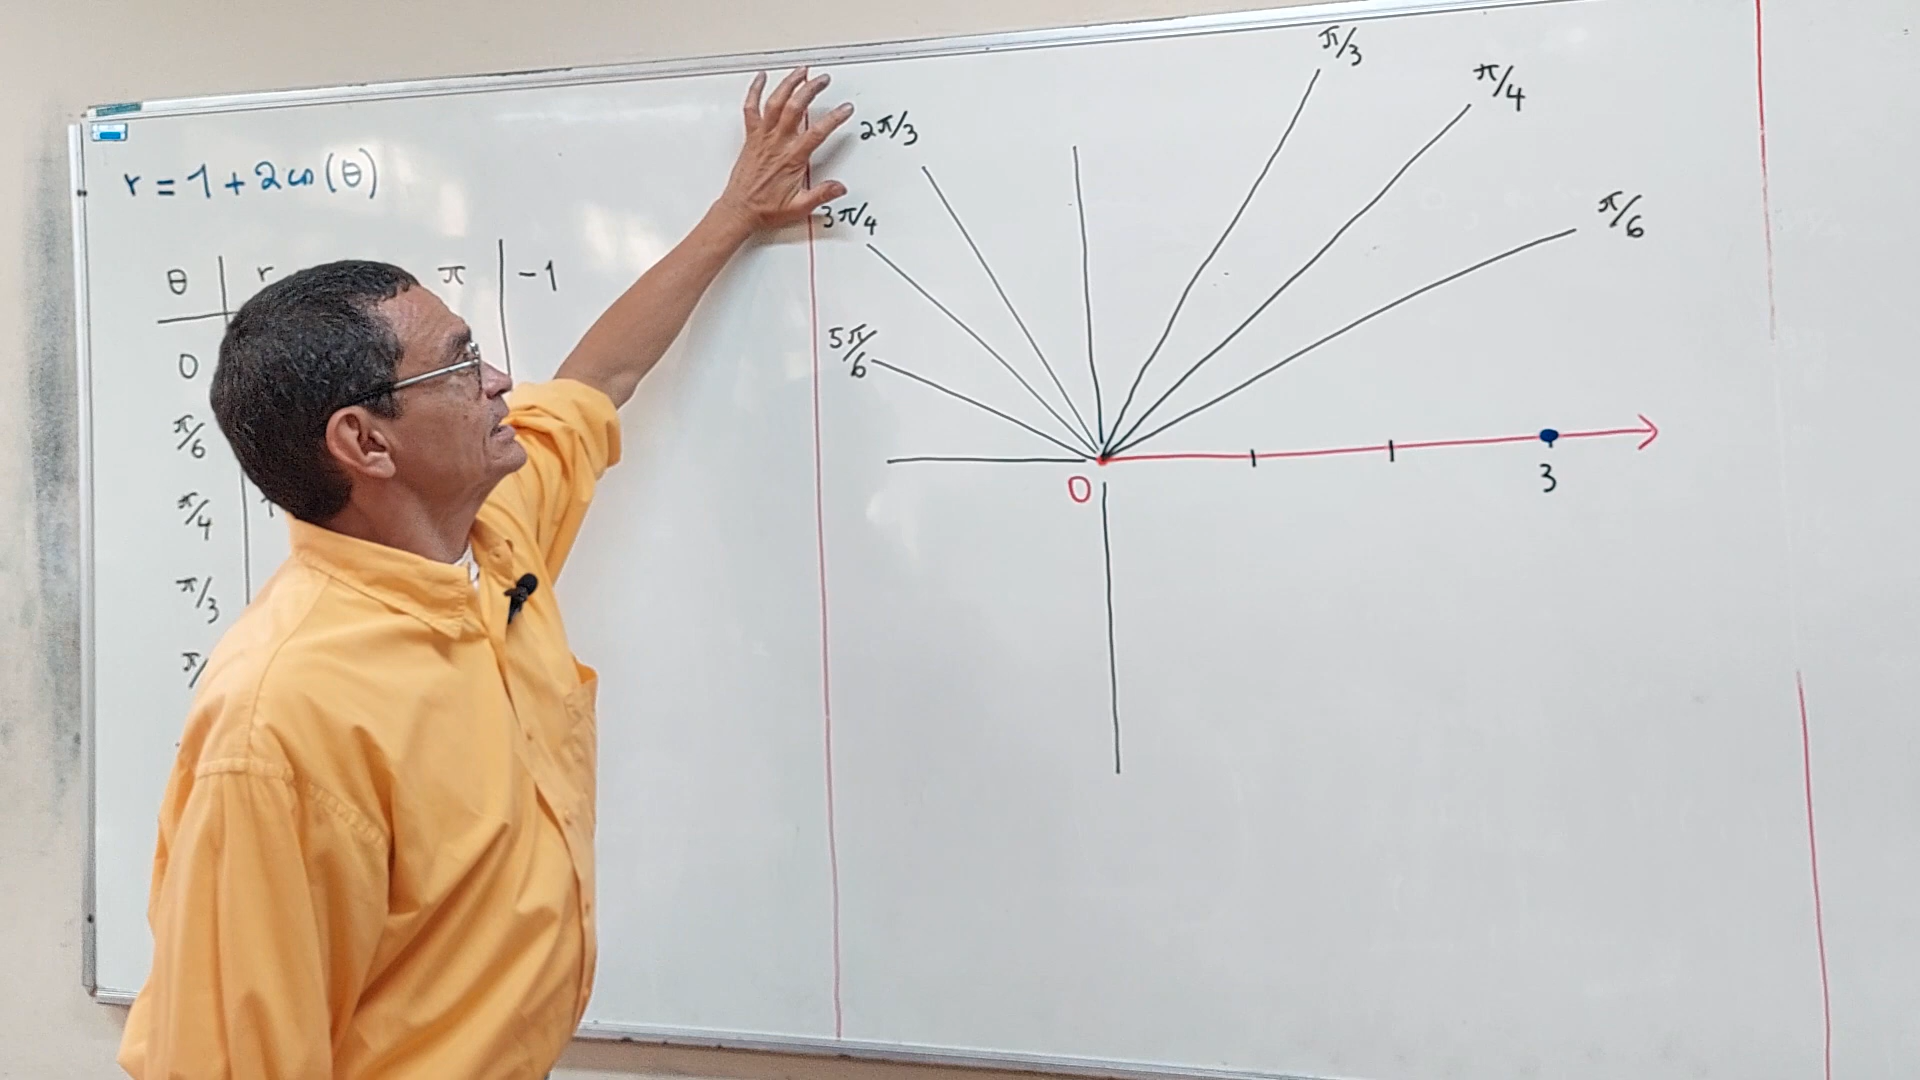 r = 1 + 2 cos(θ)
θ r π -1
0
π/6
π/4
π/3
π/
2π/3
3π/4
5π/6
π/3
π/4
π/6
0
3